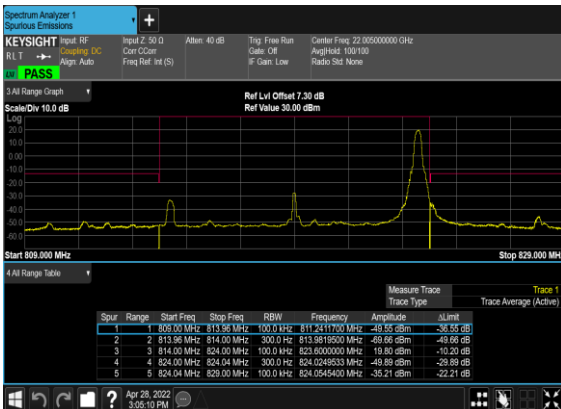 Spectrum Analyzer 1
Spurious Emissions
KEYSIGHT Input: RF
Coupling: DC
Align: Auto
RLT
LM PASS
Input Z: 50 Ω
Corr CCorr
Freq Ref: Int (S)
Atten: 40 dB
Trig: Free Run
Gate: Off
IF Gain: Low
Center Freq: 22.005000000 GHz
Avg|Hold: 100/100
Radio Std: None
3 All Range Graph
Scale/Div 10.0 dB
Ref Lvl Offset 7.30 dB
Ref Value 30.00 dBm
Log
20.0
10.0
0.00
-10.0
-20.0
-30.0
-40.0
-50.0
-60.0
Start 809.000 MHz
Stop 829.000 MH
4 All Range Table
Measure Trace Trace 1
Trace Type Trace Average (Active)
Spur Range Start Freq Stop Freq RBW Frequency Amplitude ΔLimit
1 1 809.00 MHz 813.96 MHz 100.0 kHz 811.2411700 MHz -49.55 dBm -36.55 dB
2 2 813.96 MHz 814.00 MHz 300.0 Hz 813.9819500 MHz -69.66 dBm -49.66 dB
3 3 814.00 MHz 824.00 MHz 100.0 kHz 823.6000000 MHz 19.80 dBm -10.20 dB
4 4 824.00 MHz 824.04 MHz 300.0 Hz 824.0249533 MHz -49.89 dBm -29.89 dB
5 5 824.04 MHz 829.00 MHz 100.0 kHz 824.0545400 MHz -35.21 dBm -22.21 dB
Apr 28, 2022
3:05:10 PM